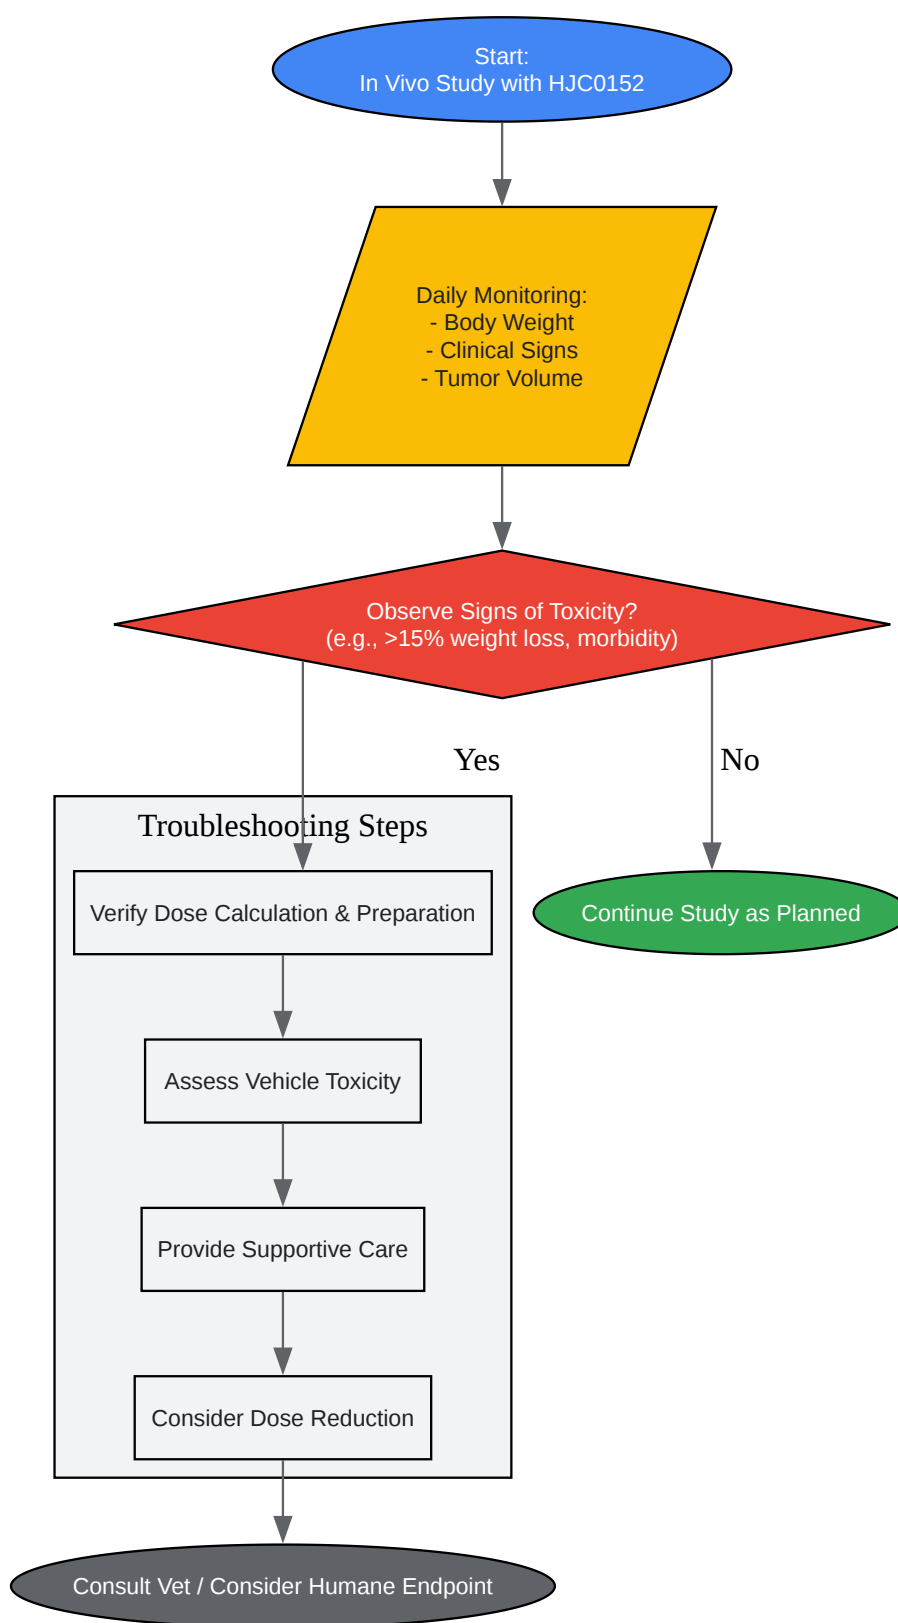 Start:
In Vivo Study with HJC0152
Daily Monitoring:
- Body Weight
- Clinical Signs
- Tumor Volume
Observe Signs of Toxicity?
(e.g., >15% weight loss, morbidity)
Yes
No
Troubleshooting Steps
Verify Dose Calculation & Preparation
Continue Study as Planned
Assess Vehicle Toxicity
Provide Supportive Care
Consider Dose Reduction
Consult Vet / Consider Humane Endpoint